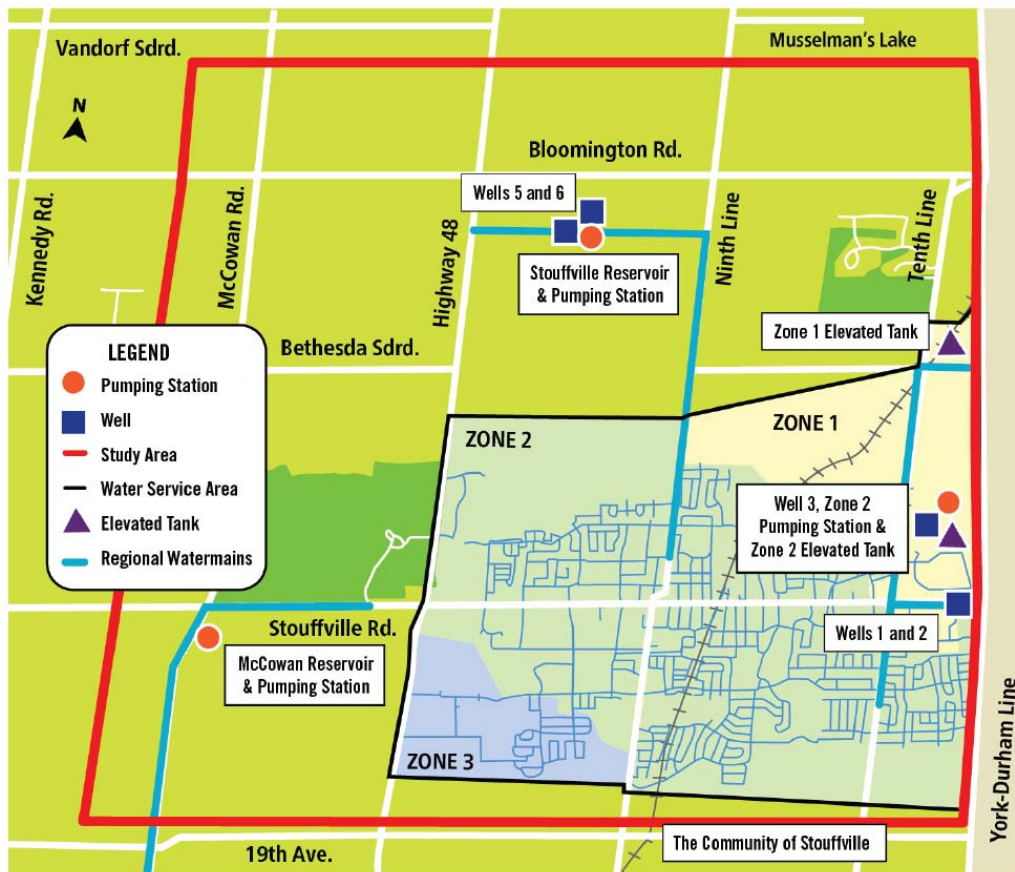 Vandorf Sdrd.
Musselman's Lake
N
Bloomington Rd.
Wells 5 and 6
Kennedy Rd.
McCowan Rd.
Highway 48
Ninth Line
Tenth Line
Stouffville Reservoir
& Pumping Station
Zone 1 Elevated Tank
LEGEND
Pumping Station
Well
Study Area
Water Service Area
Elevated Tank
Regional Watermains
Bethesda Sdrd.
ZONE 2
ZONE 1
Well 3, Zone 2
Pumping Station &
Zone 2 Elevated Tank
Stouffville Rd.
Wells 1 and 2
McCowan Reservoir
& Pumping Station
ZONE 3
York-Durham Line
The Community of Stouffville
19th Ave.